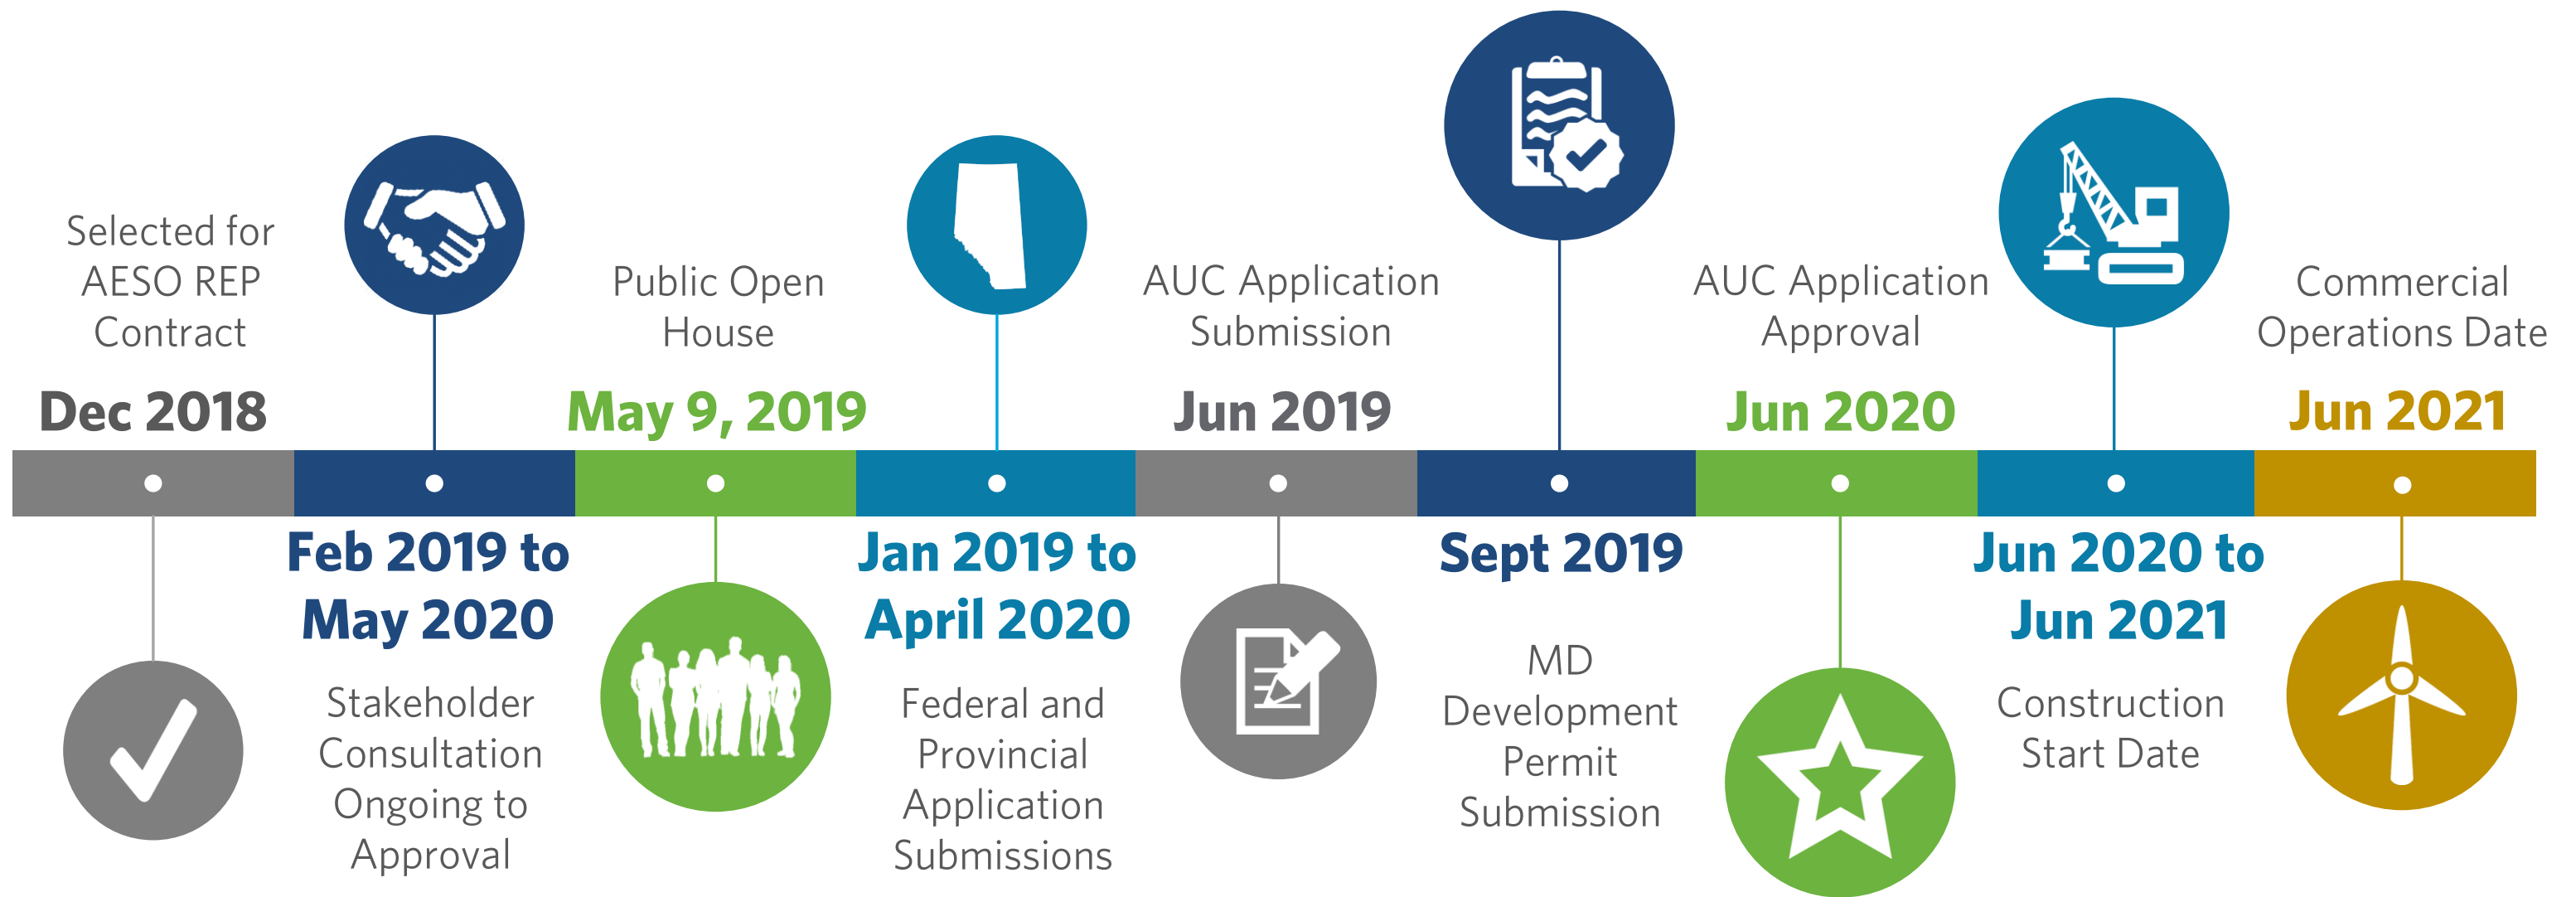 Selected for
AESO REP
Contract
Dec 2018
Feb 2019 to
May 2020
Stakeholder
Consultation
Ongoing to
Approval
Public Open
House
May 9, 2019
Jan 2019 to
April 2020
Federal and
Provincial
Application
Submissions
AUC Application
Submission
Jun 2019
Sept 2019
MD
Development
Permit
Submission
AUC Application
Approval
Jun 2020
Jun 2020 to
Jun 2021
Construction
Start Date
Commercial
Operations Date
Jun 2021